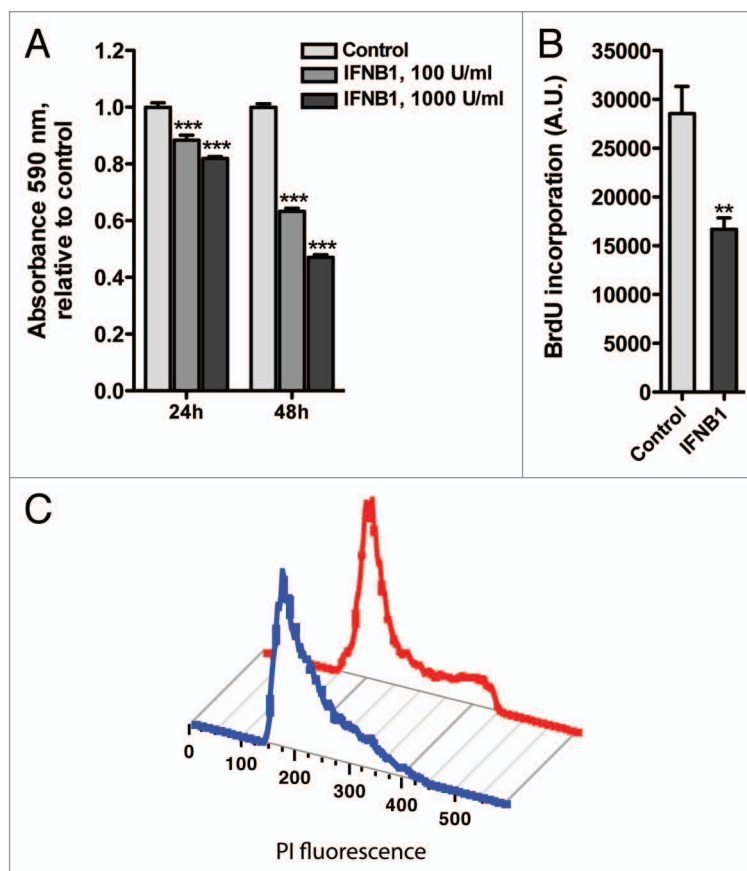 A
Absorbance 590 nm,
relative to control
1.2
1.0
0.8
0.6
0.4
0.2
0.0
*** ***
*** ***
24h 48h
Control
IFNB1, 100 U/ml
IFNB1, 1000 U/ml
B
BrdU incorporation (A.U.)
35000
30000
25000
20000
15000
10000
5000
0
**
Control IFNB1
C
0 100 200 300 400 500
PI fluorescence